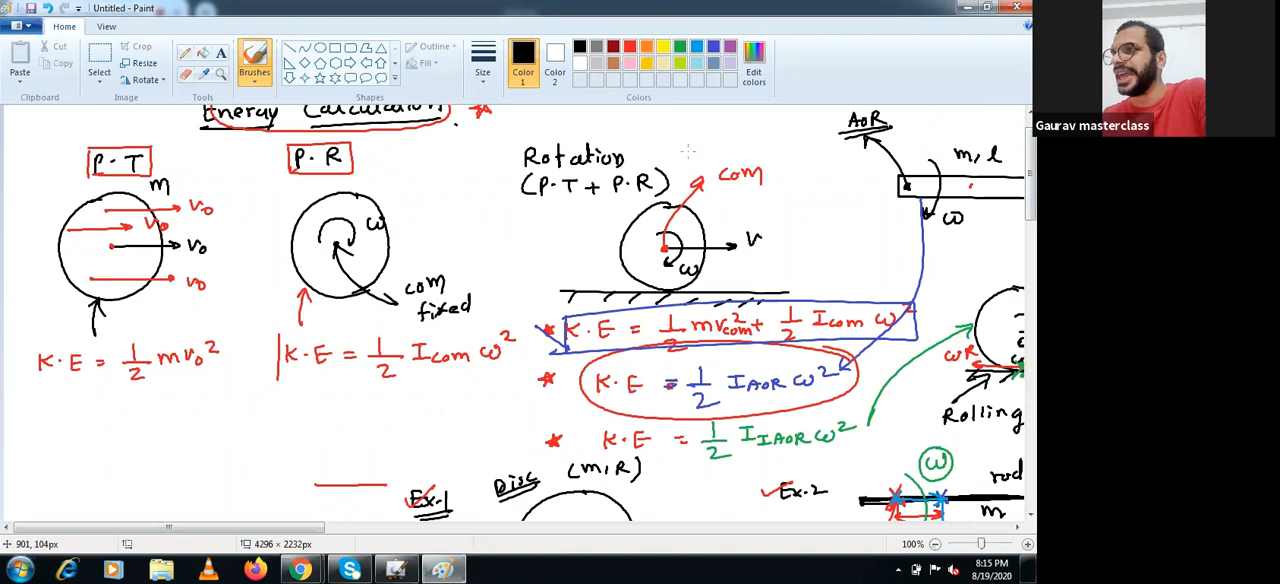 Untitled - Paint
Home
View
Paste
Cut
Copy
Clipboard
Select
Crop
Resize
Rotate
Image
Tools
Brushes
Shapes
Outline
Fill
Size
Color 1
Color 2
Edit colors
Colors
Gaurav masterclass
Energy Calculation.
P.T
m
v₀
v₀
v₀
v₀
K.E = 1/2 mv₀²
P.R
ω
com fixed
K.E = 1/2 Icom ω²
Rotation
(P.T + P.R)
com
v
ω
K.E = 1/2 mv²com + 1/2 Icom ω²
K.E = 1/2 IAOR ω²
K.E = 1/2 IIAOR ω²
AOR
m, l
ω
ωR
Rolling
Ex-1
Disc
(m,R)
Ex-2
ω
rod
m
901, 104px
4296 × 2232px
100%
8:15 PM
8/19/2020